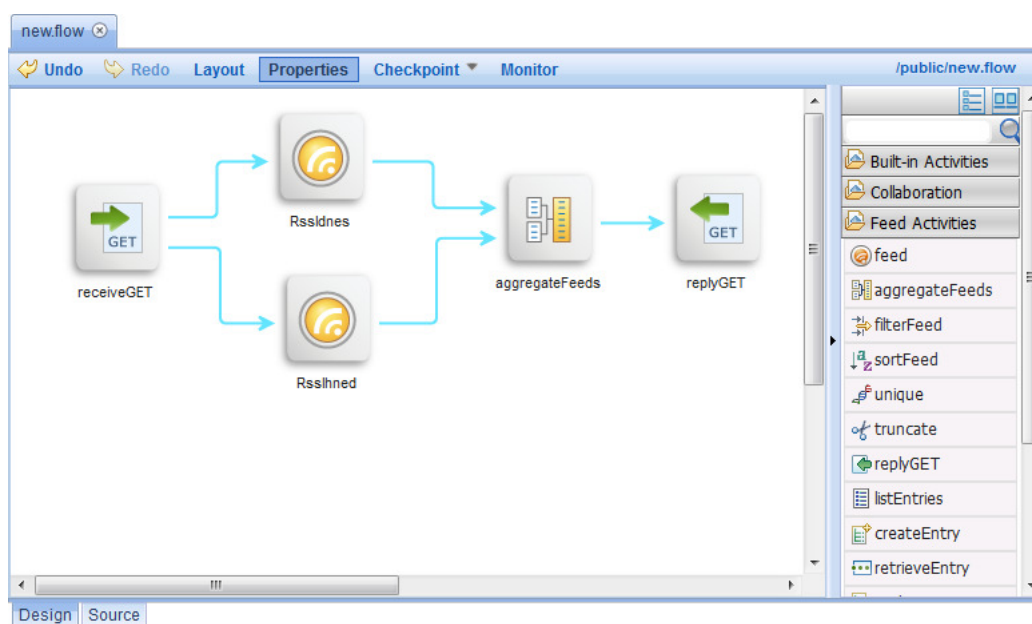 new.flow
Undo Redo Layout Properties Checkpoint Monitor /public/new.flow
GET
receiveGET
RssIdnes
RssIhned
aggregateFeeds
GET
replyGET
Built-in Activities
Collaboration
Feed Activities
feed
aggregateFeeds
filterFeed
sortFeed
unique
truncate
replyGET
listEntries
createEntry
retrieveEntry
Design Source